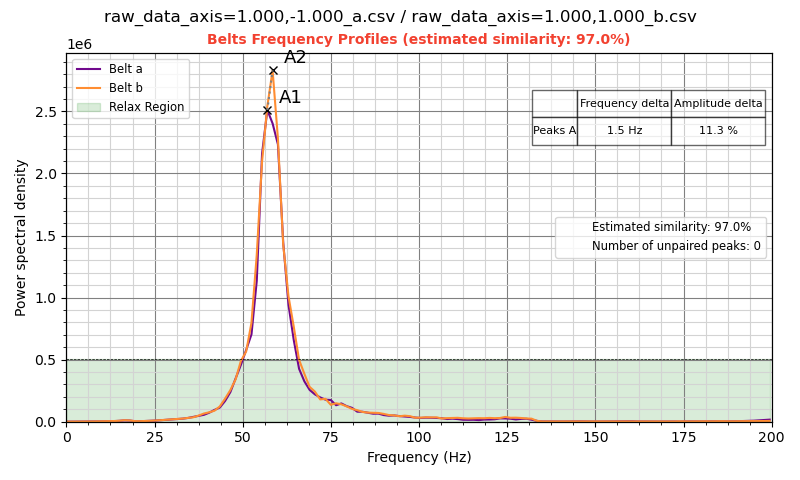 raw_data_axis=1.000,-1.000_a.csv / raw_data_axis=1.000,1.000_b.csv
Belts Frequency Profiles (estimated similarity: 97.0%)
1e6
Belt a
Belt b
Relax Region
A2
A1
Frequency delta Amplitude delta
Peaks A 1.5 Hz 11.3 %
Estimated similarity: 97.0%
Number of unpaired peaks: 0
Power spectral density
2.5
2.0
1.5
1.0
0.5
0.0
0 25 50 75 100 125 150 175 200
Frequency (Hz)